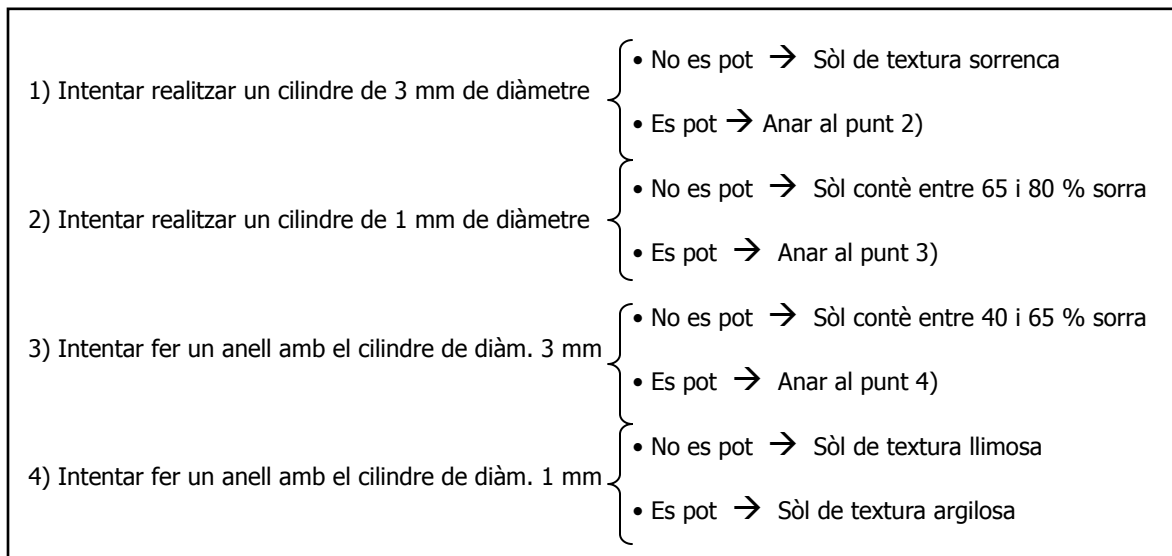 1) Intentar realitzar un cilindre de 3 mm de diàmetre
• No es pot → Sòl de textura sorrenca
• Es pot → Anar al punt 2)
2) Intentar realitzar un cilindre de 1 mm de diàmetre
• No es pot → Sòl contè entre 65 i 80 % sorra
• Es pot → Anar al punt 3)
3) Intentar fer un anell amb el cilindre de diàm. 3 mm
• No es pot → Sòl contè entre 40 i 65 % sorra
• Es pot → Anar al punt 4)
4) Intentar fer un anell amb el cilindre de diàm. 1 mm
• No es pot → Sòl de textura llimosa
• Es pot → Sòl de textura argilosa